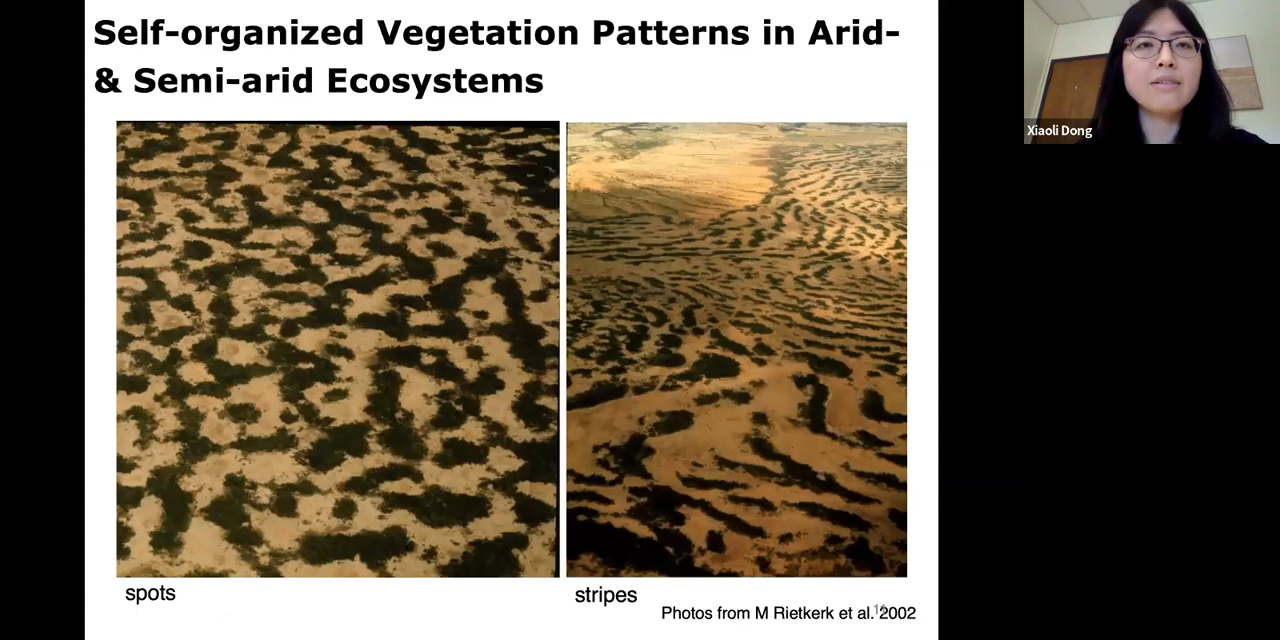 Self-organized Vegetation Patterns in Arid-
& Semi-arid Ecosystems
Xiaoli Dong
spots
stripes
Photos from M Rietkerk et al. 2002